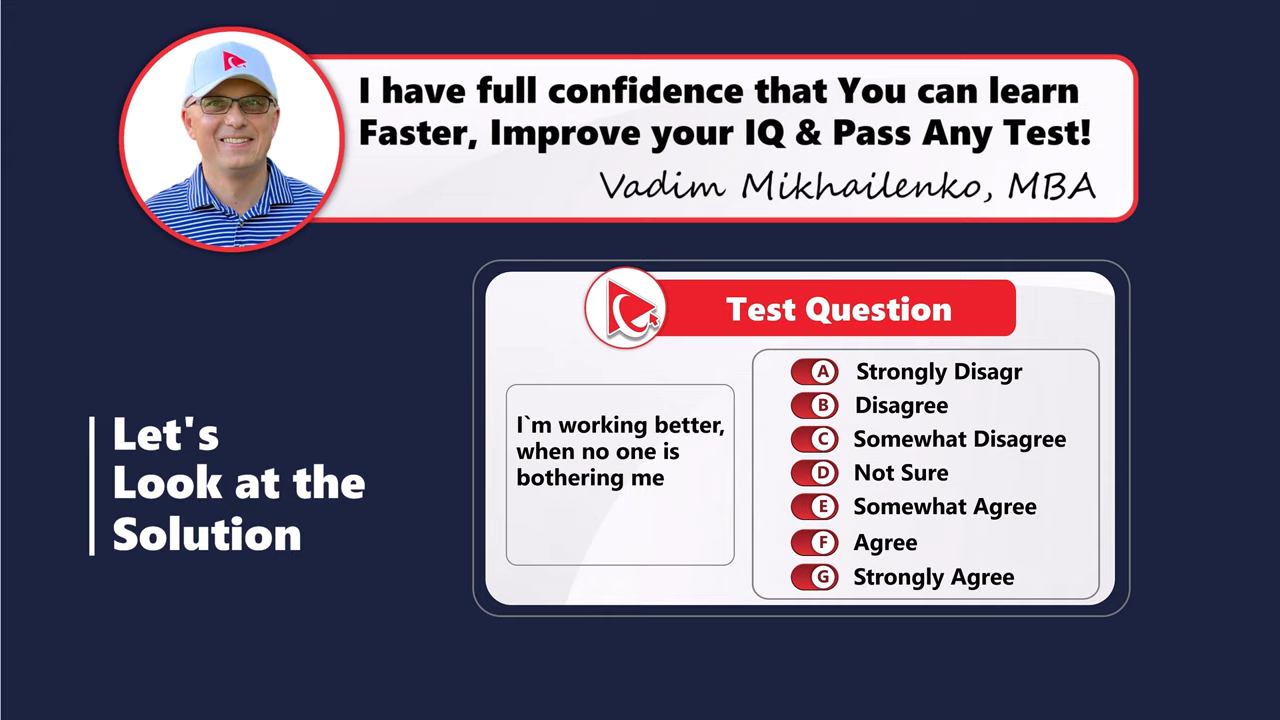 I have full confidence that You can learn
Faster, Improve your IQ & Pass Any Test!
Vadim Mikhailenko, MBA
Let's
Look at the
Solution
Test Question
I`m working better,
when no one is
bothering me
A Strongly Disagr
B Disagree
C Somewhat Disagree
D Not Sure
E Somewhat Agree
F Agree
G Strongly Agree